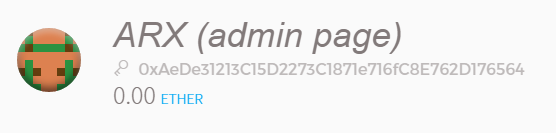 ARX (admin page)
0xAeDe31213C15D2273C1871e716fC8E762D176564
0.00 ETHER